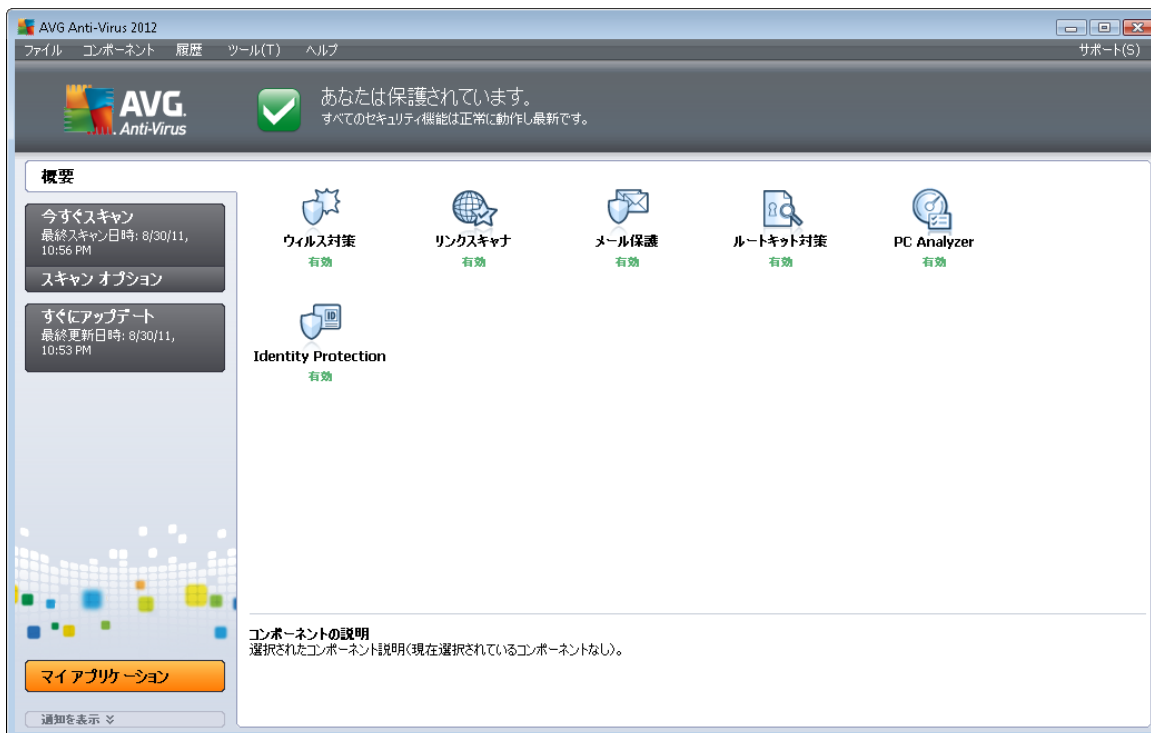 AVG Anti-Virus 2012
ファイル コンポーネント 履歴 ツール(T) ヘルプ サポート(S)
AVG.
Anti-Virus
あなたは保護されています。
すべてのセキュリティ機能は正常に動作し最新です。
概要
今すぐスキャン
最終スキャン日時: 8/30/11,
10:56 PM
スキャン オプション
すぐにアップデート
最終更新日時: 8/30/11,
10:53 PM
ウィルス対策
有効
リンクスキャナ
有効
メール保護
有効
ルートキット対策
有効
PC Analyzer
有効
Identity Protection
有効
コンポーネントの説明
選択されたコンポーネント説明(現在選択されているコンポーネントなし)。
マイ アプリケーション
通知を表示